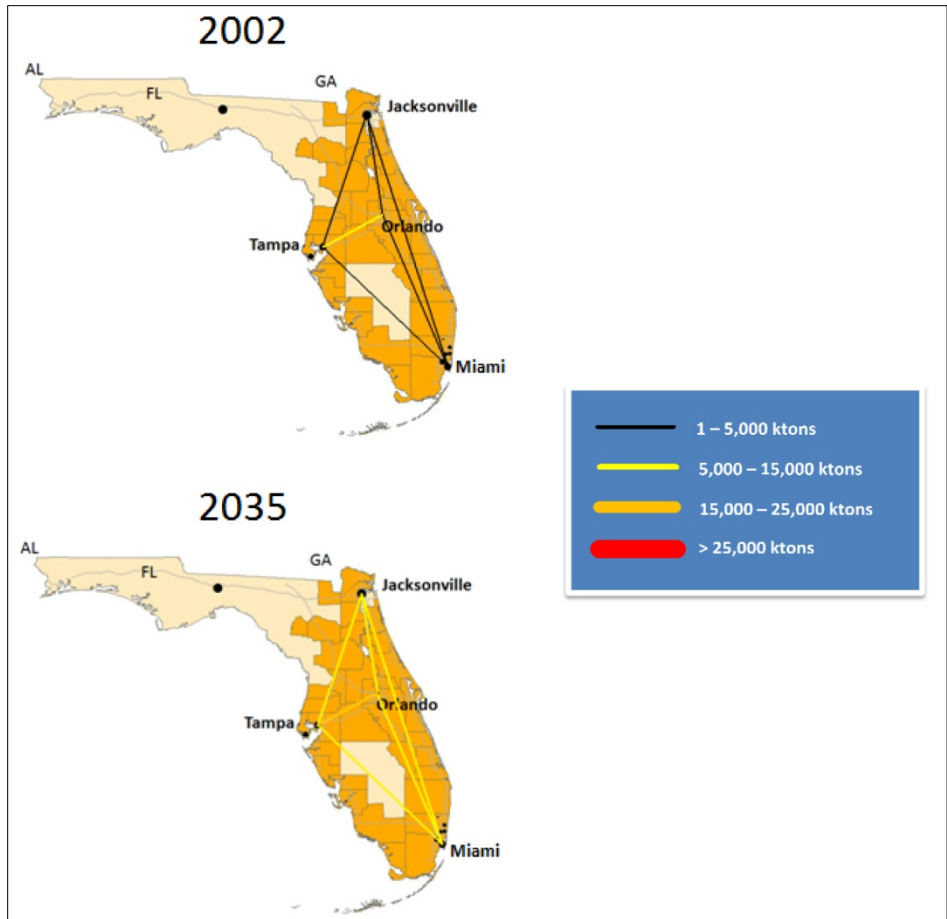 2002
AL
GA
FL
Jacksonville
Orlando
Tampa
Miami
1 – 5,000 ktons
5,000 – 15,000 ktons
15,000 – 25,000 ktons
> 25,000 ktons
2035
AL
GA
FL
Jacksonville
Orlando
Tampa
Miami